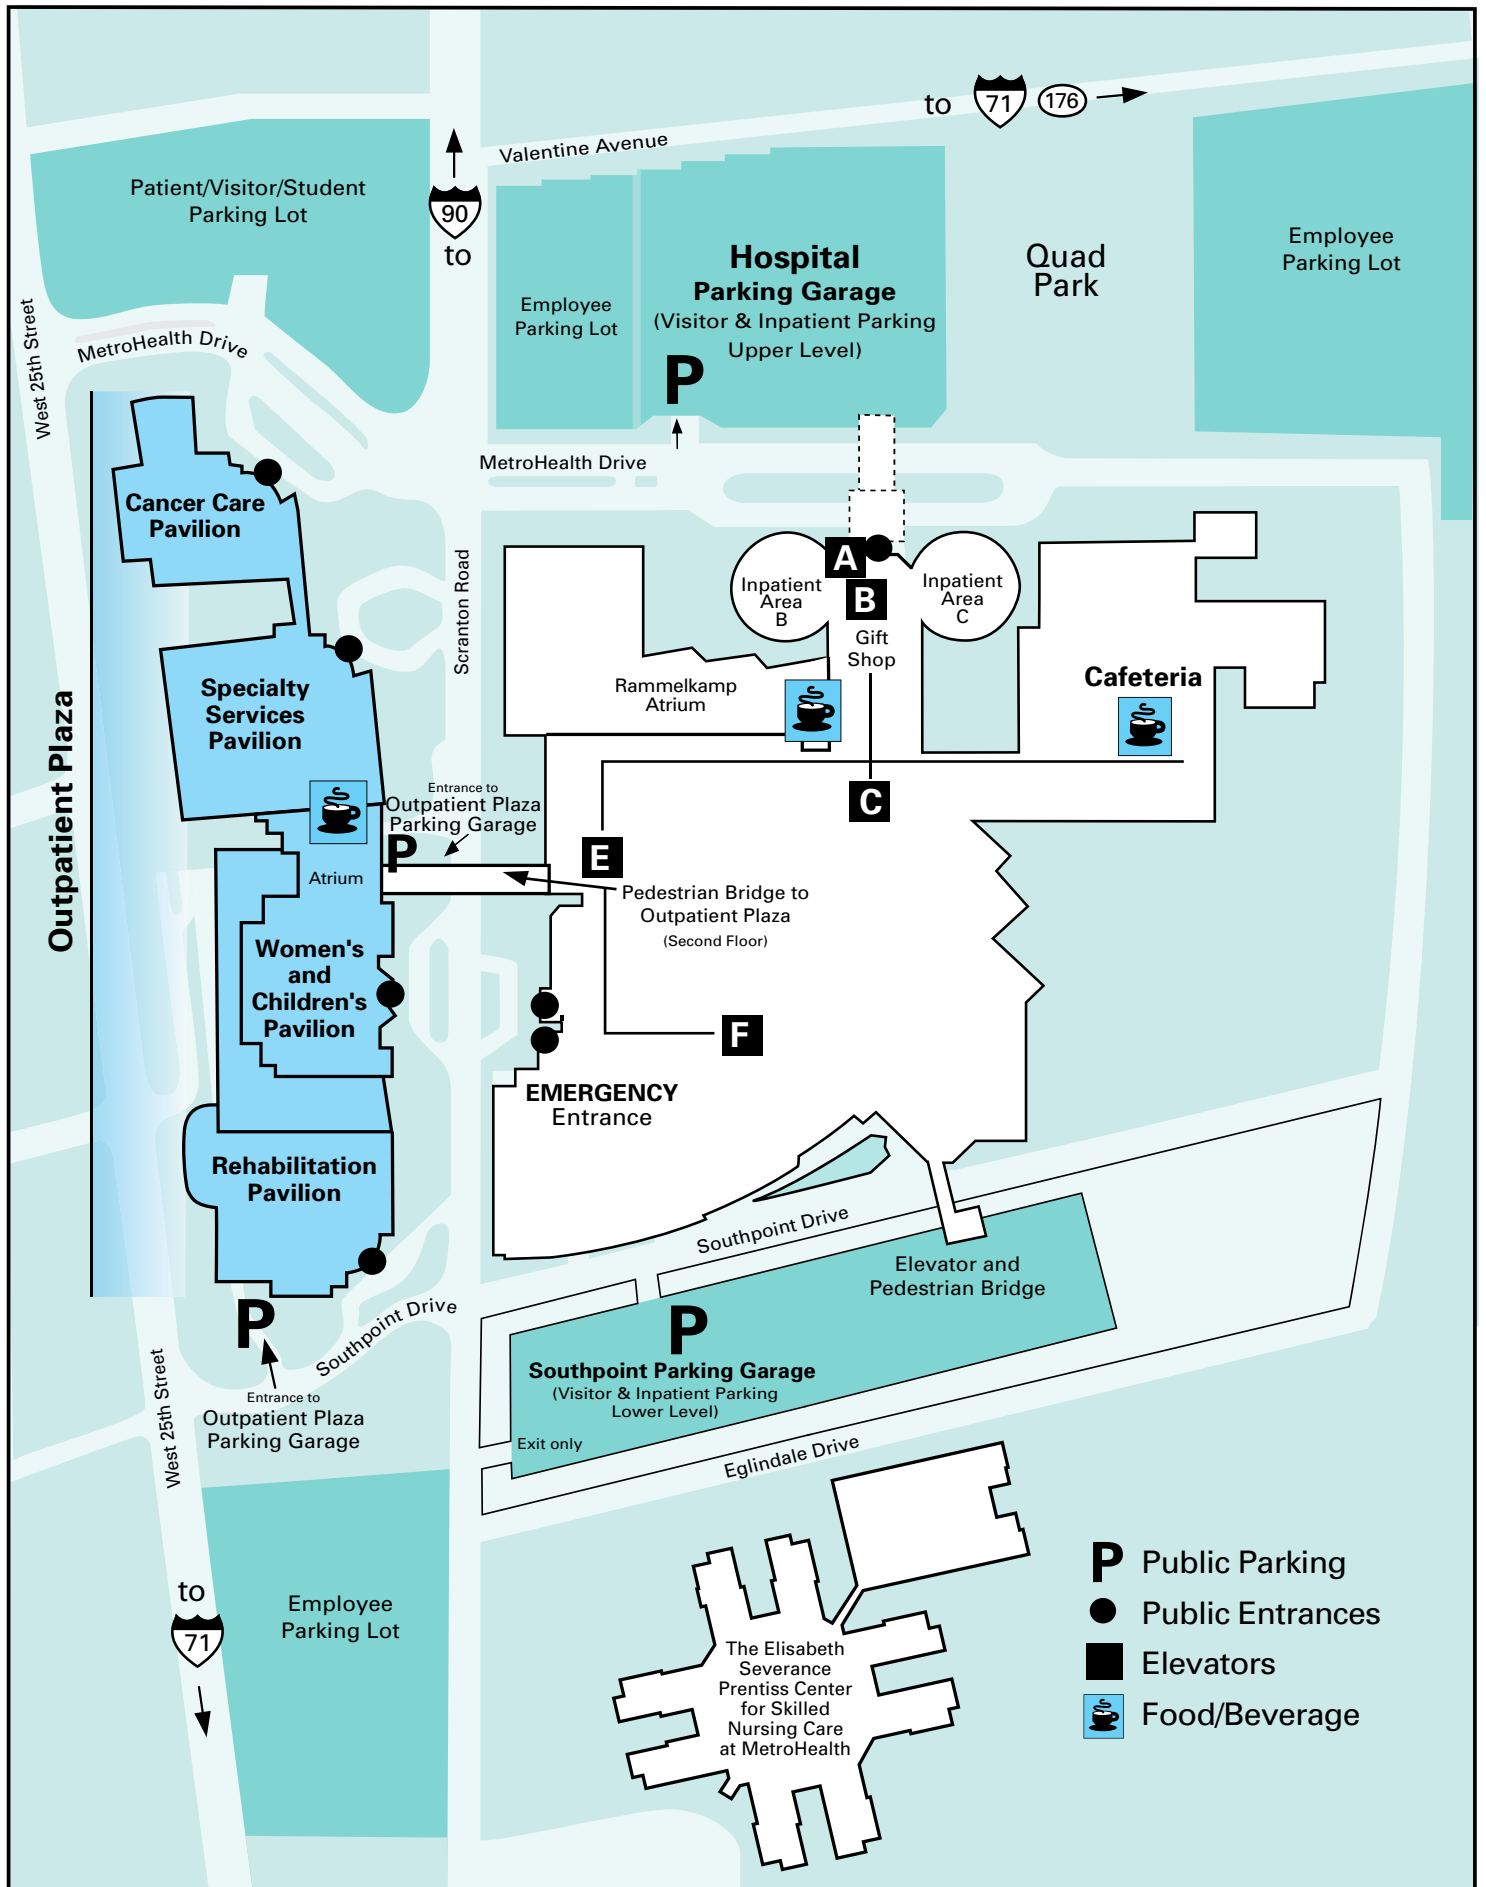 to
71
176
Valentine Avenue
Patient/Visitor/Student
Parking Lot
90
to
Hospital
Parking Garage
(Visitor & Inpatient Parking
Upper Level)
P
Employee
Parking Lot
Quad
Park
Employee
Parking Lot
West 25th Street
MetroHealth Drive
MetroHealth Drive
Cancer Care
Pavilion
Scranton Road
A
B
Inpatient
Area
B
Inpatient
Area
C
Gift
Shop
Rammelkamp
Atrium
Cafeteria
Specialty
Services
Pavilion
Outpatient Plaza
Entrance to
Outpatient Plaza
Parking Garage
P
C
E
Atrium
Pedestrian Bridge to
Outpatient Plaza
(Second Floor)
Women's
and
Children's
Pavilion
F
EMERGENCY
Entrance
Rehabilitation
Pavilion
Southpoint Drive
Elevator and
Pedestrian Bridge
P
Southpoint Drive
P
Southpoint Parking Garage
(Visitor & Inpatient Parking
Lower Level)
Exit only
Entrance to
Outpatient Plaza
Parking Garage
West 25th Street
Eglindale Drive
to
71
Employee
Parking Lot
The Elisabeth
Severance
Prentiss Center
for Skilled
Nursing Care
at MetroHealth
P Public Parking
Public Entrances
Elevators
Food/Beverage